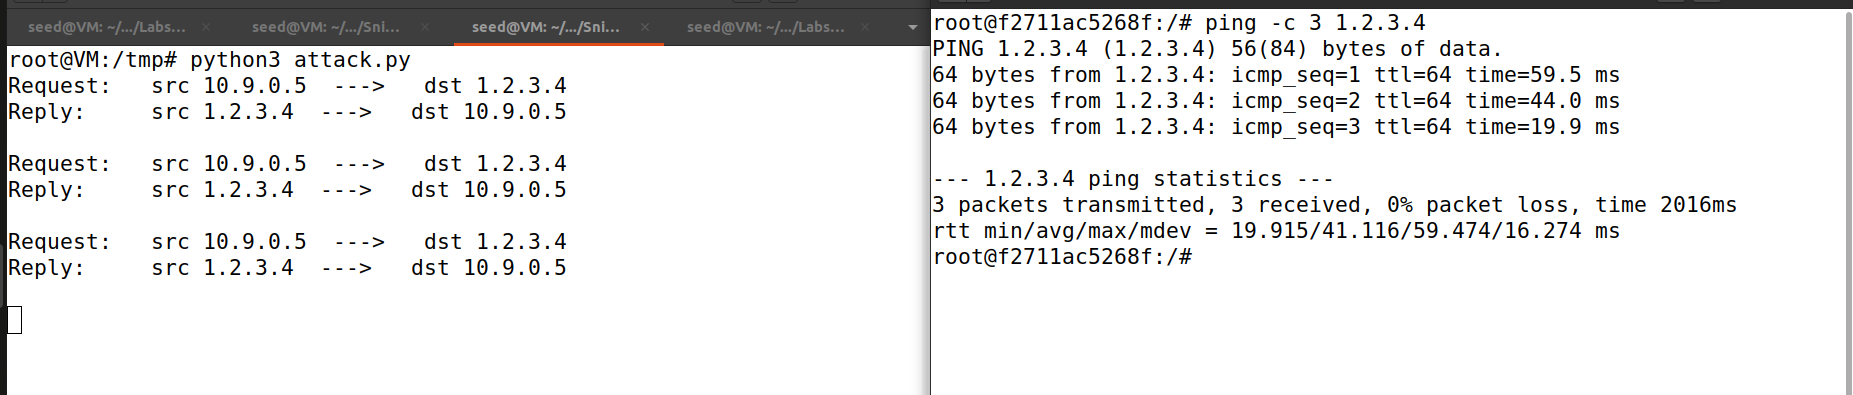 seed@VM: ~/.../Labs... × seed@VM: ~/.../Sni... × seed@VM: ~/.../Sni... × seed@VM: ~/.../Labs... ×
root@VM:/tmp# python3 attack.py
Request:   src 10.9.0.5  --->   dst 1.2.3.4
Reply:     src 1.2.3.4  --->   dst 10.9.0.5
Request:   src 10.9.0.5  --->   dst 1.2.3.4
Reply:     src 1.2.3.4  --->   dst 10.9.0.5
Request:   src 10.9.0.5  --->   dst 1.2.3.4
Reply:     src 1.2.3.4  --->   dst 10.9.0.5
root@f2711ac5268f:/# ping -c 3 1.2.3.4
PING 1.2.3.4 (1.2.3.4) 56(84) bytes of data.
64 bytes from 1.2.3.4: icmp_seq=1 ttl=64 time=59.5 ms
64 bytes from 1.2.3.4: icmp_seq=2 ttl=64 time=44.0 ms
64 bytes from 1.2.3.4: icmp_seq=3 ttl=64 time=19.9 ms
--- 1.2.3.4 ping statistics ---
3 packets transmitted, 3 received, 0% packet loss, time 2016ms
rtt min/avg/max/mdev = 19.915/41.116/59.474/16.274 ms
root@f2711ac5268f:/#